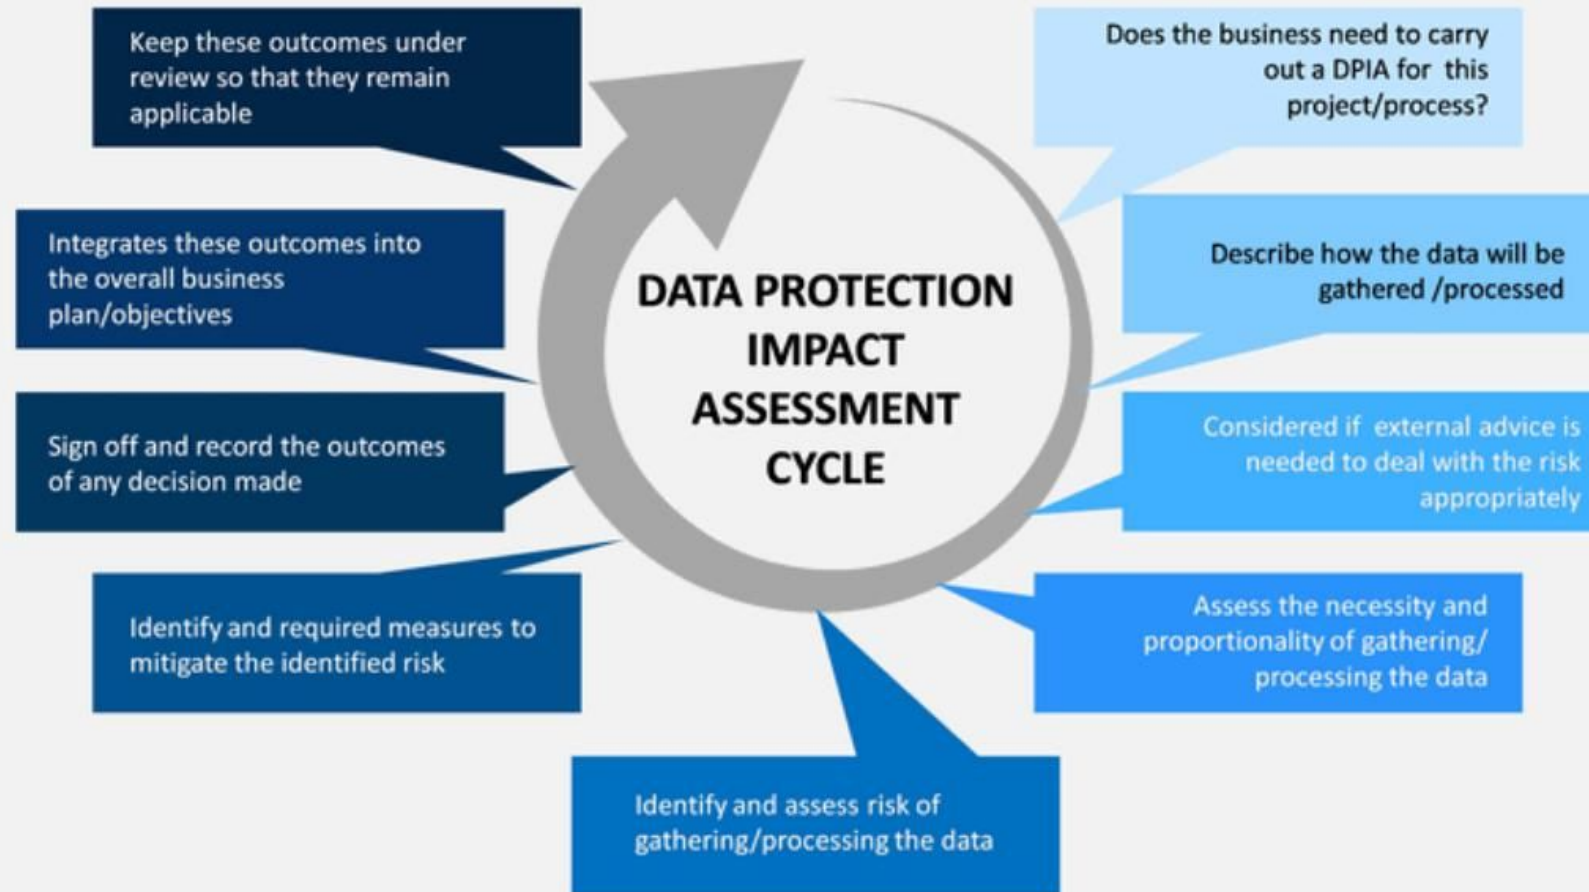 DATA PROTECTION
IMPACT
ASSESSMENT
CYCLE
Does the business need to carry
out a DPIA for this
project/process?
Describe how the data will be
gathered /processed
Considered if external advice is
needed to deal with the risk
appropriately
Assess the necessity and
proportionality of gathering/
processing the data
Identify and assess risk of
gathering/processing the data
Identify and required measures to
mitigate the identified risk
Sign off and record the outcomes
of any decision made
Integrates these outcomes into
the overall business
plan/objectives
Keep these outcomes under
review so that they remain
applicable